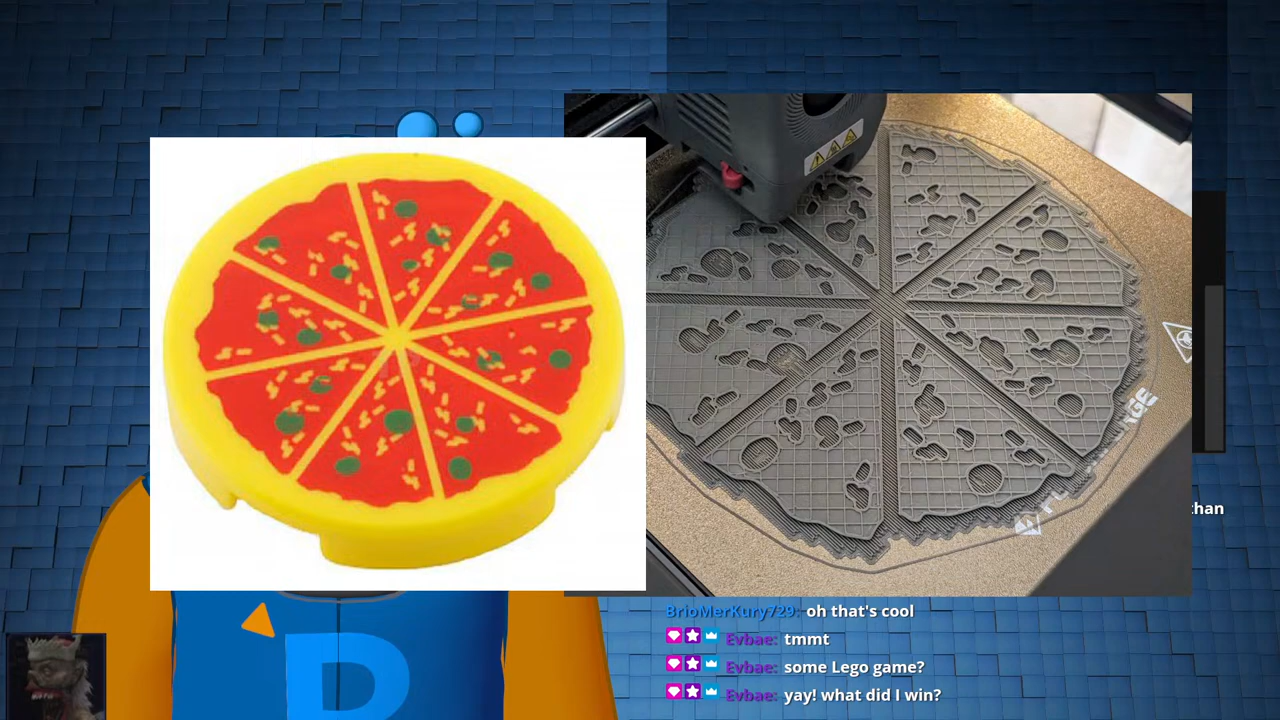 than
BrioMerKury729: oh that's cool
Evbae: tmmt
Evbae: some Lego game?
Evbae: yay! what did I win?